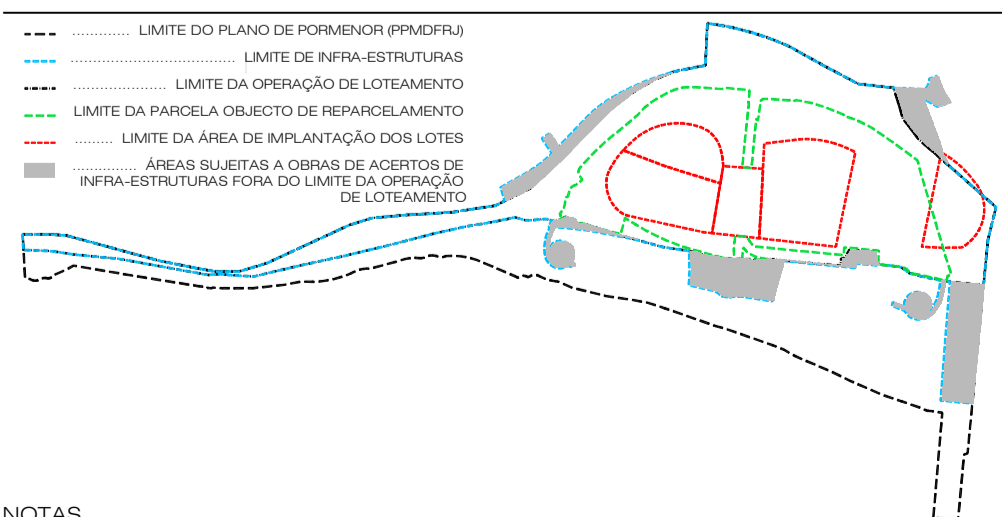 ............. LIMITE DO PLANO DE PORMENOR (PPMDFRJ)
..................................... LIMITE DE INFRA-ESTRUTURAS
..................... LIMITE DA OPERAÇÃO DE LOTEAMENTO
LIMITE DA PARCELA OBJECTO DE REPARCELAMENTO
......... LIMITE DA ÁREA DE IMPLANTAÇÃO DOS LOTES
............... ÁREAS SUJEITAS A OBRAS DE ACERTOS DE
INFRA-ESTRUTURAS FORA DO LIMITE DA OPERAÇÃO
DE LOTEAMENTO
NOTAS